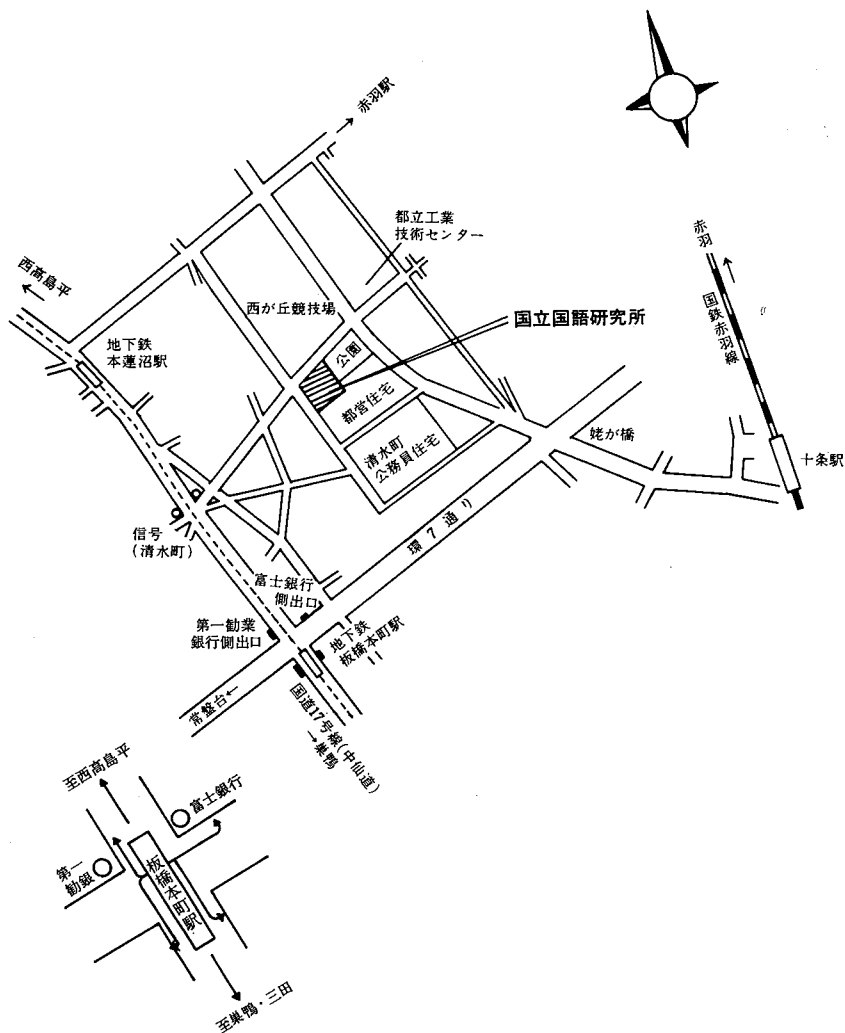 赤羽駅
都立工業
技術センター
赤羽
国鉄赤羽線
西高島平
西が丘競技場
国立国語研究所
地下鉄
本蓮沼駅
公園
都営住宅
清水町
公務員住宅
姥が橋
十条駅
信号
(清水町)
環7通り
富士銀行
側出口
第一勧業
銀行側出口
地下鉄
板橋本町駅
常盤台←
国道17号線(中山道)
→巣鴨
至西高島平
富士銀行
第一
勧銀
板橋本町駅
至巣鴨・三田